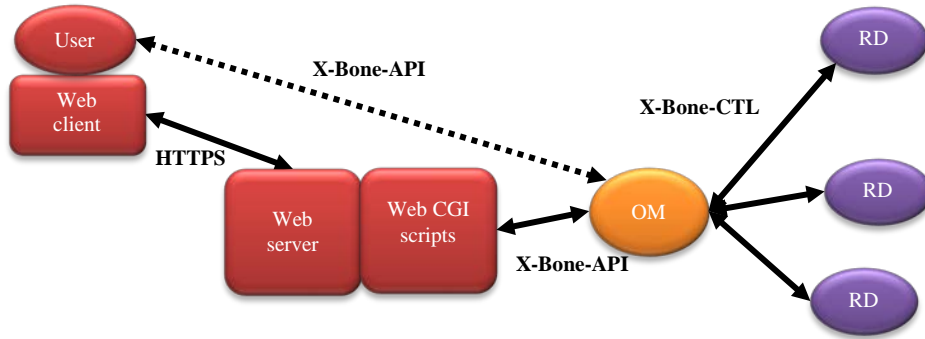 User
Web
client
X-Bone-API
HTTPS
Web
server
Web CGI
scripts
X-Bone-API
OM
X-Bone-CTL
RD
RD
RD